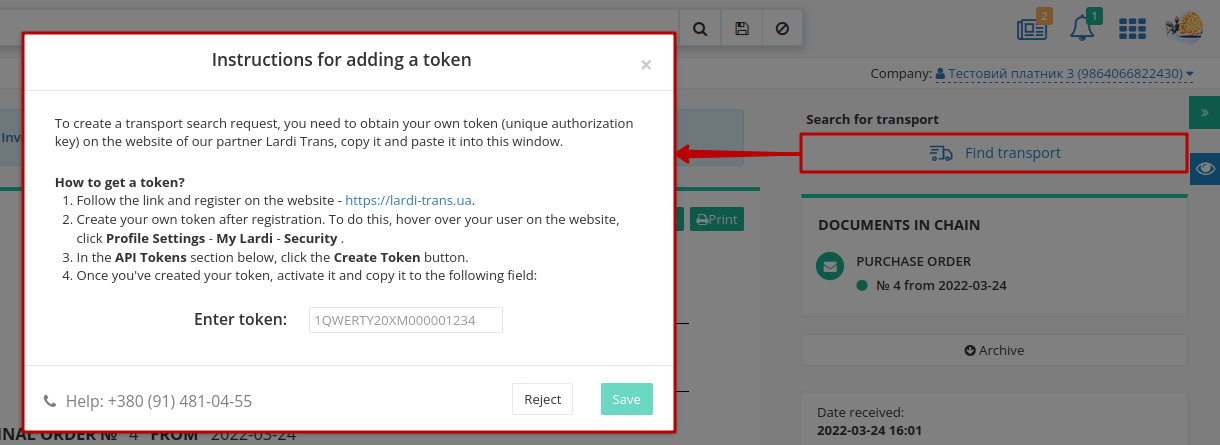 2
1
Company: Тестовий платник 3 (9864066822430)
Instructions for adding a token
×
To create a transport search request, you need to obtain your own token (unique authorization
key) on the website of our partner Lardi Trans, copy it and paste it into this window.
How to get a token?
1. Follow the link and register on the website - https://lardi-trans.ua.
2. Create your own token after registration. To do this, hover over your user on the website,
click Profile Settings - My Lardi - Security .
3. In the API Tokens section below, click the Create Token button.
4. Once you've created your token, activate it and copy it to the following field:
Enter token: 1QWERTY20XM000001234
Help: +380 (91) 481-04-55
Reject
Save
Search for transport
»
Find transport
Print
DOCUMENTS IN CHAIN
PURCHASE ORDER
№ 4 from 2022-03-24
Archive
Date received:
2022-03-24 16:01
ORDER № 4 FROM 2022-03-24